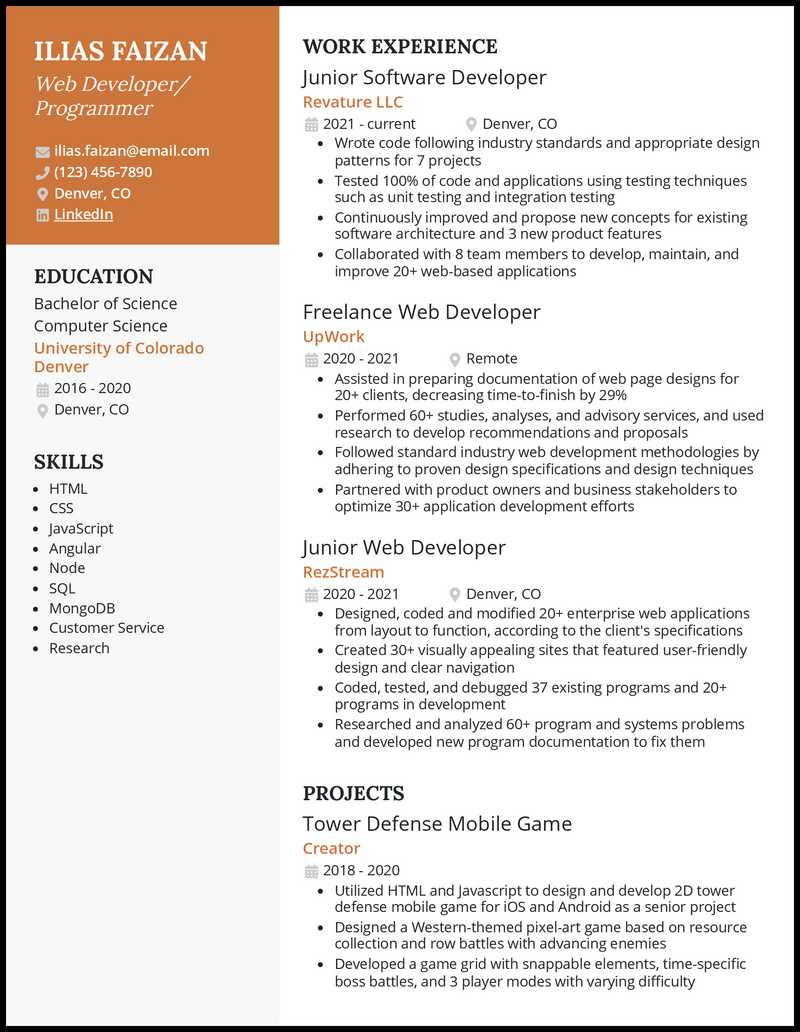 ILIAS FAIZAN
Web Developer/
Programmer
ilias.faizan@email.com
(123) 456-7890
Denver, CO
LinkedIn
EDUCATION
Bachelor of Science
Computer Science
University of Colorado
Denver
2016 - 2020
Denver, CO
SKILLS
• HTML
• CSS
• JavaScript
• Angular
• Node
• SQL
• MongoDB
• Customer Service
• Research
WORK EXPERIENCE
Junior Software Developer
Revature LLC
2021 - current Denver, CO
• Wrote code following industry standards and appropriate design
patterns for 7 projects
• Tested 100% of code and applications using testing techniques
such as unit testing and integration testing
• Continuously improved and propose new concepts for existing
software architecture and 3 new product features
• Collaborated with 8 team members to develop, maintain, and
improve 20+ web-based applications
Freelance Web Developer
UpWork
2020 - 2021 Remote
• Assisted in preparing documentation of web page designs for
20+ clients, decreasing time-to-finish by 29%
• Performed 60+ studies, analyses, and advisory services, and used
research to develop recommendations and proposals
• Followed standard industry web development methodologies by
adhering to proven design specifications and design techniques
• Partnered with product owners and business stakeholders to
optimize 30+ application development efforts
Junior Web Developer
RezStream
2020 - 2021 Denver, CO
• Designed, coded and modified 20+ enterprise web applications
from layout to function, according to the client's specifications
• Created 30+ visually appealing sites that featured user-friendly
design and clear navigation
• Coded, tested, and debugged 37 existing programs and 20+
programs in development
• Researched and analyzed 60+ program and systems problems
and developed new program documentation to fix them
PROJECTS
Tower Defense Mobile Game
Creator
2018 - 2020
• Utilized HTML and Javascript to design and develop 2D tower
defense mobile game for iOS and Android as a senior project
• Designed a Western-themed pixel-art game based on resource
collection and row battles with advancing enemies
• Developed a game grid with snappable elements, time-specific
boss battles, and 3 player modes with varying difficulty